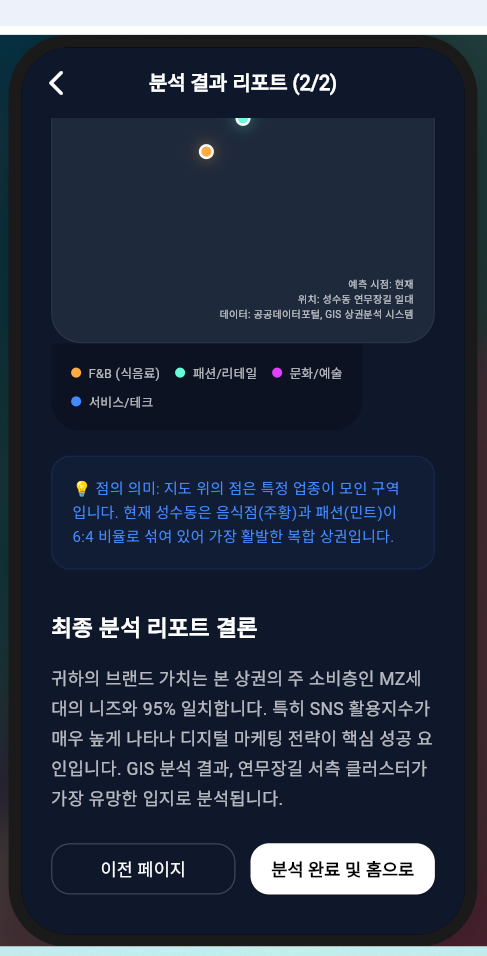 분석 결과 리포트 (2/2)
예측 시점: 현재
위치: 성수동 연무장길 일대
데이터: 공공데이터포털, GIS 상권분석 시스템
F&B (식음료) 패션/리테일 문화/예술
서비스/테크
💡 점의 의미: 지도 위의 점은 특정 업종이 모인 구역
입니다. 현재 성수동은 음식점(주황)과 패션(민트)이
6:4 비율로 섞여 있어 가장 활발한 복합 상권입니다.
최종 분석 리포트 결론
귀하의 브랜드 가치는 본 상권의 주 소비층인 MZ세
대의 니즈와 95% 일치합니다. 특히 SNS 활용지수가
매우 높게 나타나 디지털 마케팅 전략이 핵심 성공 요
인입니다. GIS 분석 결과, 연무장길 서측 클러스터가
가장 유망한 입지로 분석됩니다.
이전 페이지 분석 완료 및 홈으로